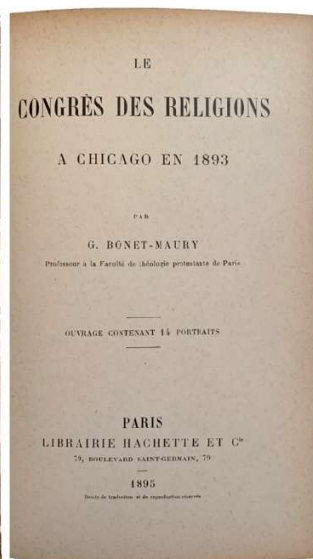 LE
CONGRÈS DES RELIGIONS
A CHICAGO EN 1893
PAR
G. BONET-MAURY
Professeur à la Faculté de théologie protestante de Paris
OUVRAGE CONTENANT 14 PORTRAITS
PARIS
LIBRAIRIE HACHETTE ET Cie
79, BOULEVARD SAINT-GERMAIN, 79
1895
Droits de traduction et de reproduction réservés